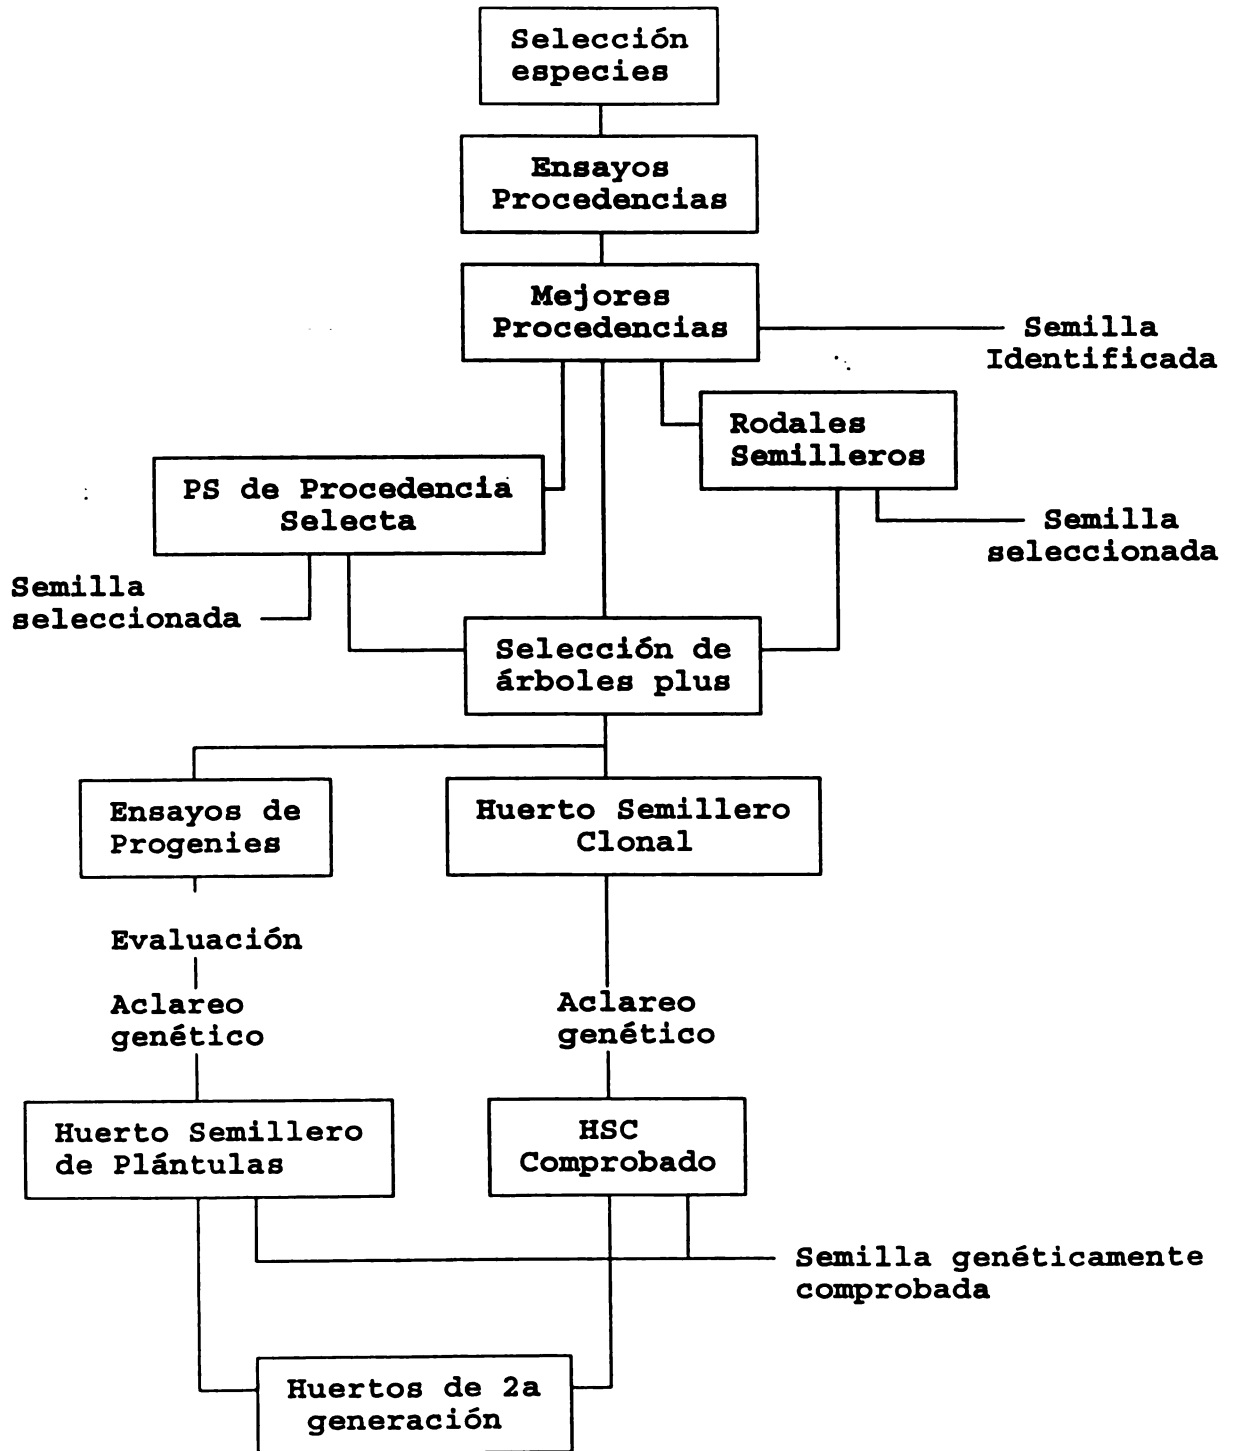 Selección
especies
Ensayos
Procedencias
Mejores
Procedencias
Semilla
Identificada
Rodales
Semilleros
PS de Procedencia
Selecta
Semilla
seleccionada
Semilla
seleccionada
Selección de
árboles plus
Ensayos de
Progenies
Huerto Semillero
Clonal
Evaluación
Aclareo
genético
Aclareo
genético
Huerto Semillero
de Plántulas
HSC
Comprobado
Semilla genéticamente
comprobada
Huertos de 2a
generación